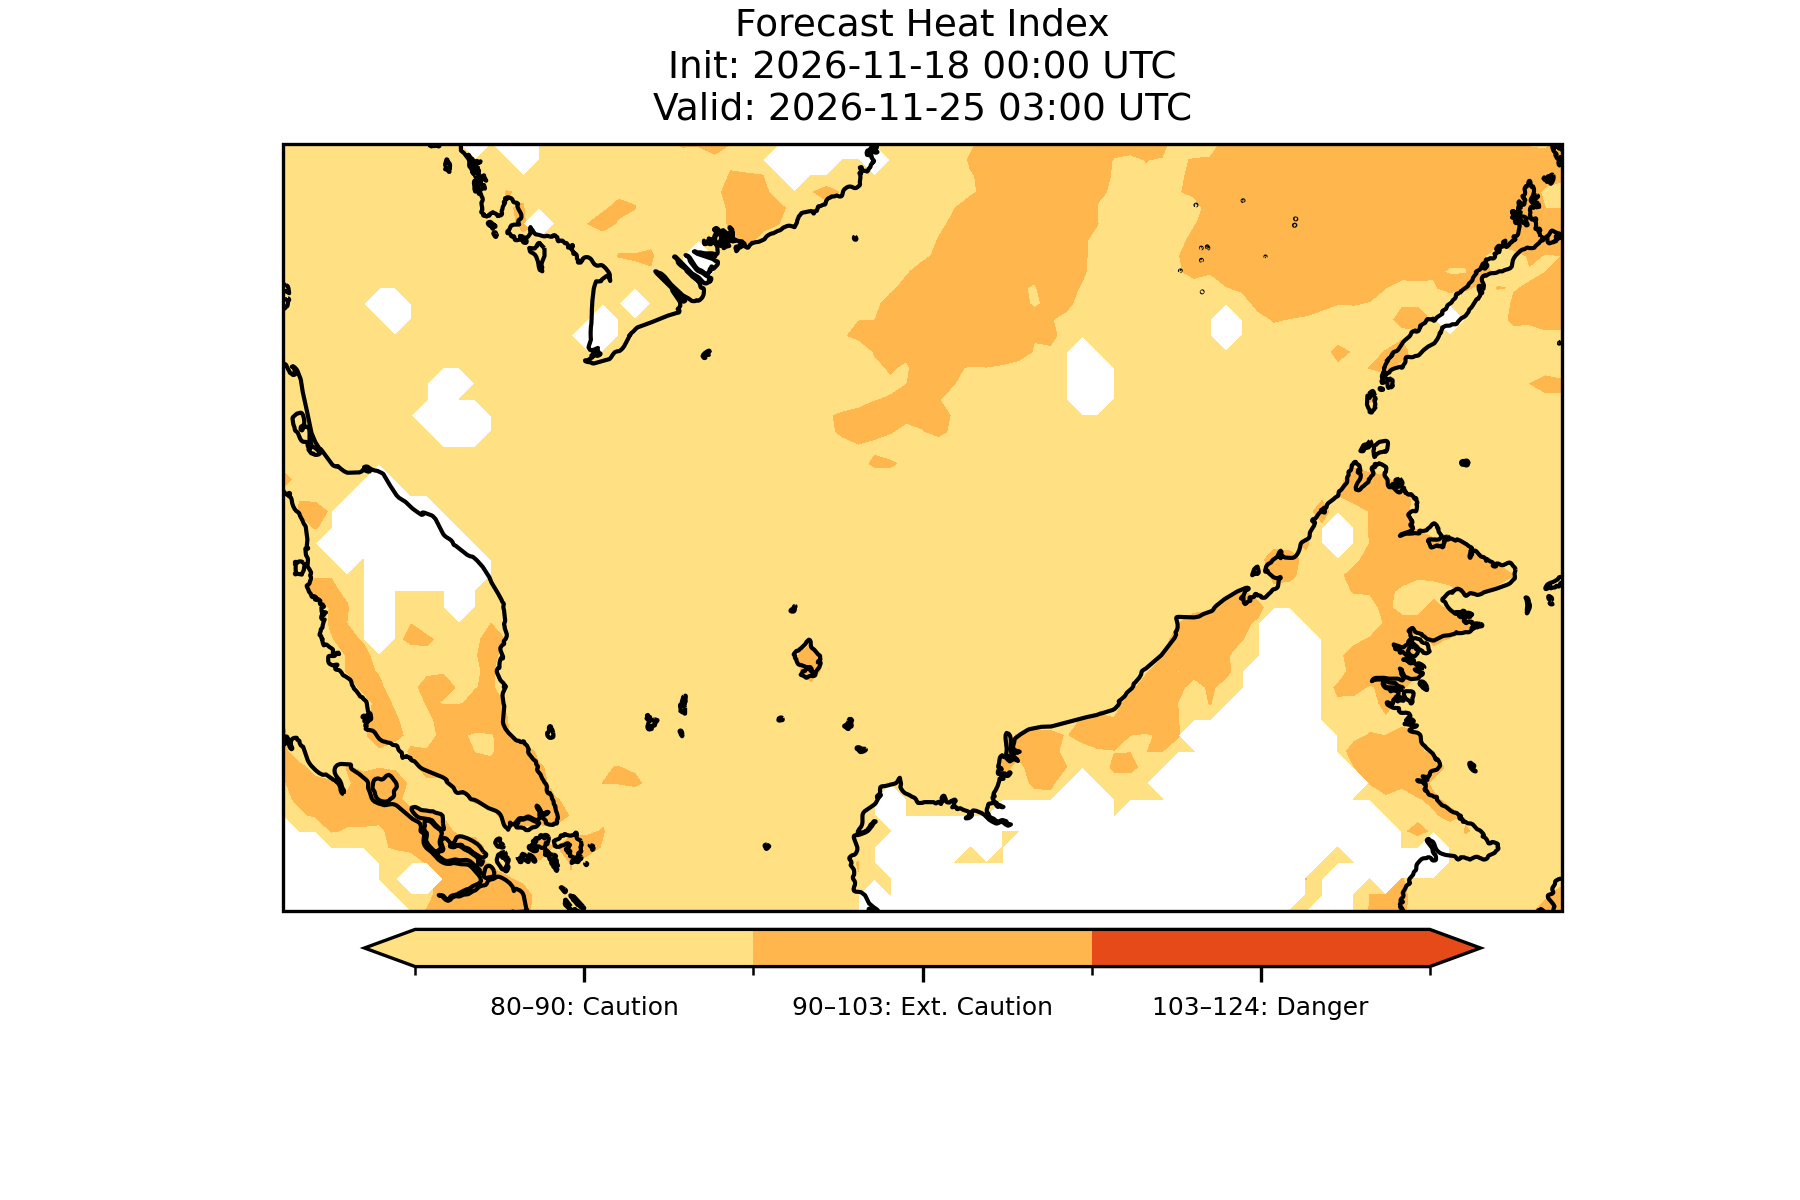 Forecast Heat Index
Init: 2026-11-18 00:00 UTC
Valid: 2026-11-25 03:00 UTC
80–90: Caution
90–103: Ext. Caution
103–124: Danger